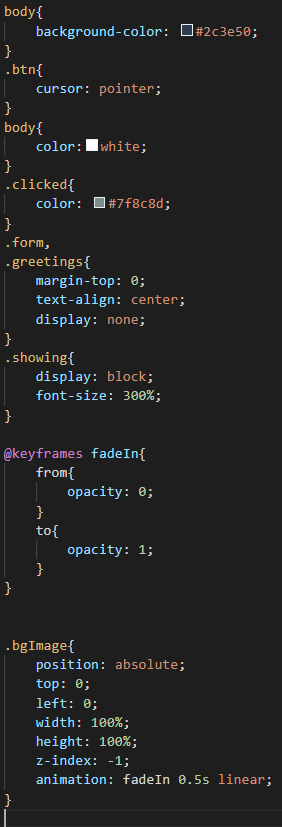 body{
    background-color: #2c3e50;
}
.btn{
    cursor: pointer;
}
body{
    color: white;
}
.clicked{
    color: #7f8c8d;
}
.form,
.greetings{
    margin-top: 0;
    text-align: center;
    display: none;
}
.showing{
    display: block;
    font-size: 300%;
}

@keyframes fadeIn{
    from{
        opacity: 0;
    }
    to{
        opacity: 1;
    }
}


.bgImage{
    position: absolute;
    top: 0;
    left: 0;
    width: 100%;
    height: 100%;
    z-index: -1;
    animation: fadeIn 0.5s linear;
}